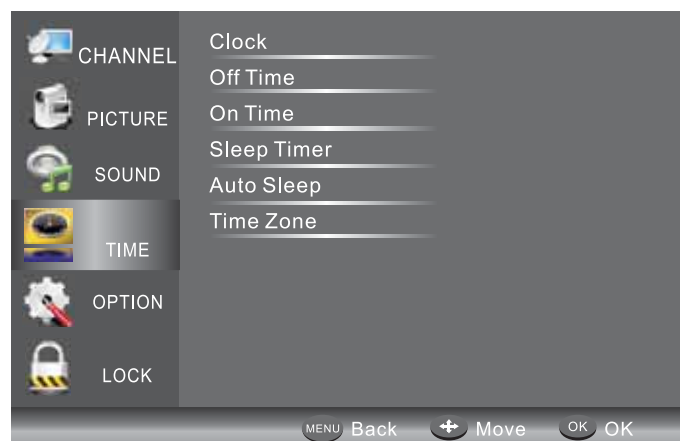 CHANNEL
PICTURE
SOUND
TIME
OPTION
LOCK
Clock
Off Time
On Time
Sleep Timer
Auto Sleep
Time Zone
MENU Back Move OK OK